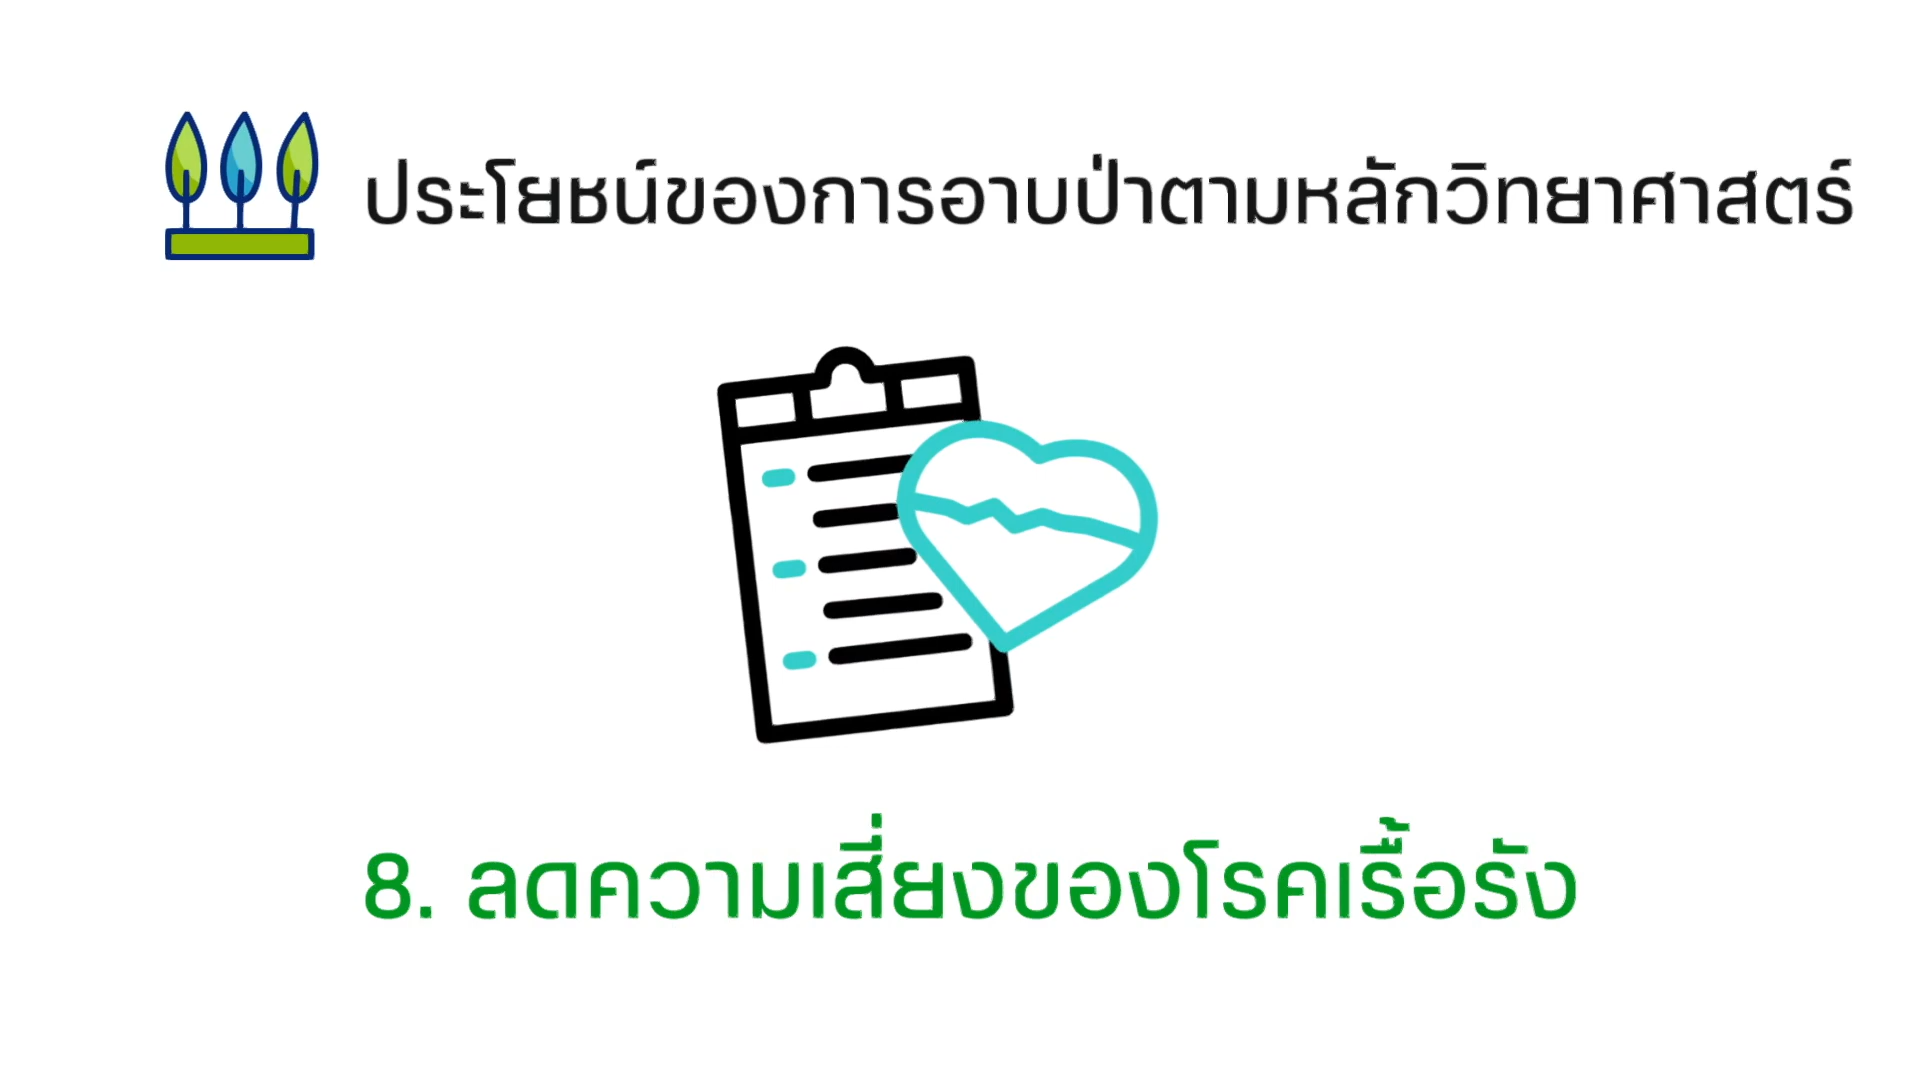 ประโยชน์ของการอาบป่าตามหลักวิทยาศาสตร์
8. ลดความเสี่ยงของโรคเรื้อรัง